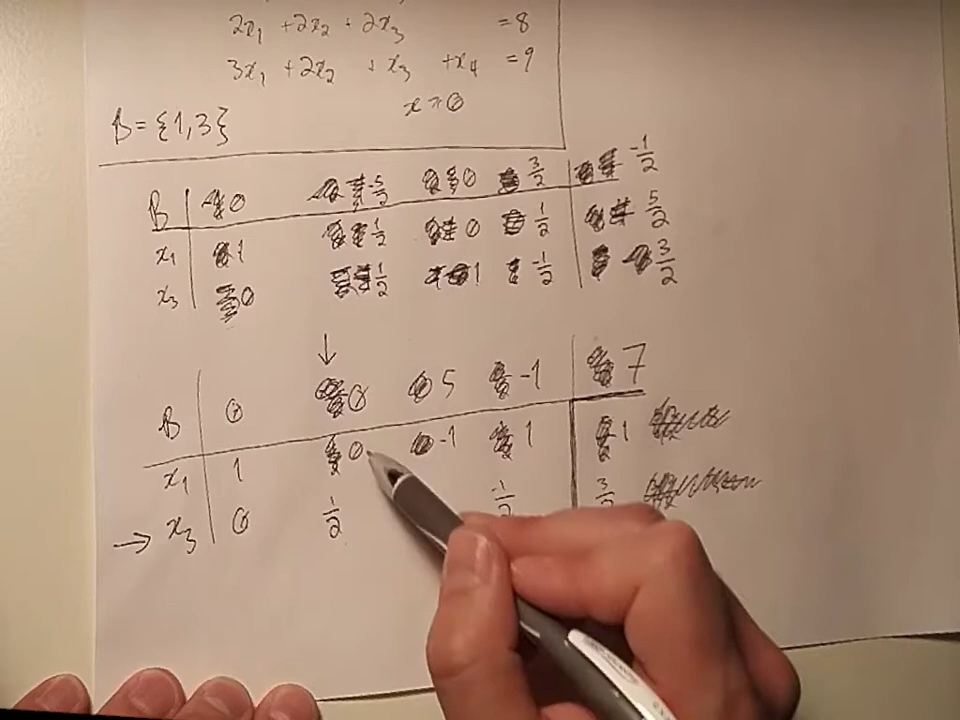 2x₁ + 2x₂ + 2x₃ = 8
3x₁ + 2x₂ + x₃ + x₄ = 9
x ≥ 0
B = {1,3}
B 0 -5/2 0 3/2 -1/2
x₁ 1 1/2 0 1/2 5/2
x₃ 0 1/2 1 -1/2 3/2
↓
B 0 0 5 -1 7
x₁ 1 0 -1 1 1
→ x₃ 0 1/2 -1/2 3/2